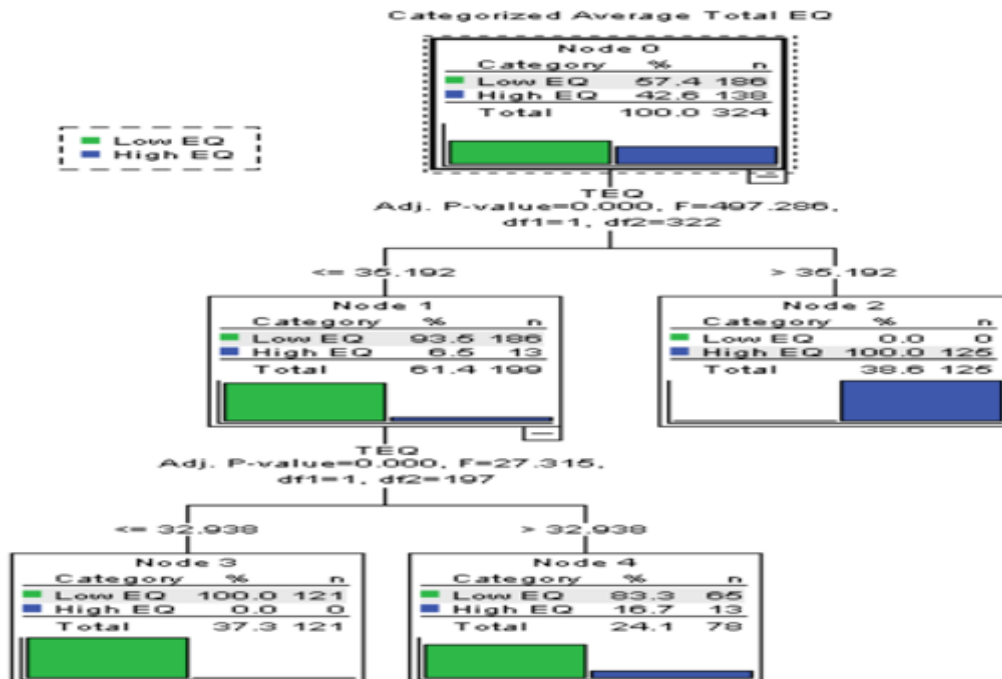 Categorized Average Total EQ
Node 0
Category % n
Low EQ 57.4 186
High EQ 42.6 138
Total 100.0 324
Low EQ
High EQ
TEQ
Adj. P-value=0.000, F=497.286,
df1=1, df2=322
<= 35.192
> 35.192
Node 1
Category % n
Low EQ 93.5 186
High EQ 6.5 13
Total 61.4 199
Node 2
Category % n
Low EQ 0.0 0
High EQ 100.0 125
Total 38.6 125
TEQ
Adj. P-value=0.000, F=27.315,
df1=1, df2=197
<= 32.938
> 32.938
Node 3
Category % n
Low EQ 100.0 121
High EQ 0.0 0
Total 37.3 121
Node 4
Category % n
Low EQ 83.3 65
High EQ 16.7 13
Total 24.1 78